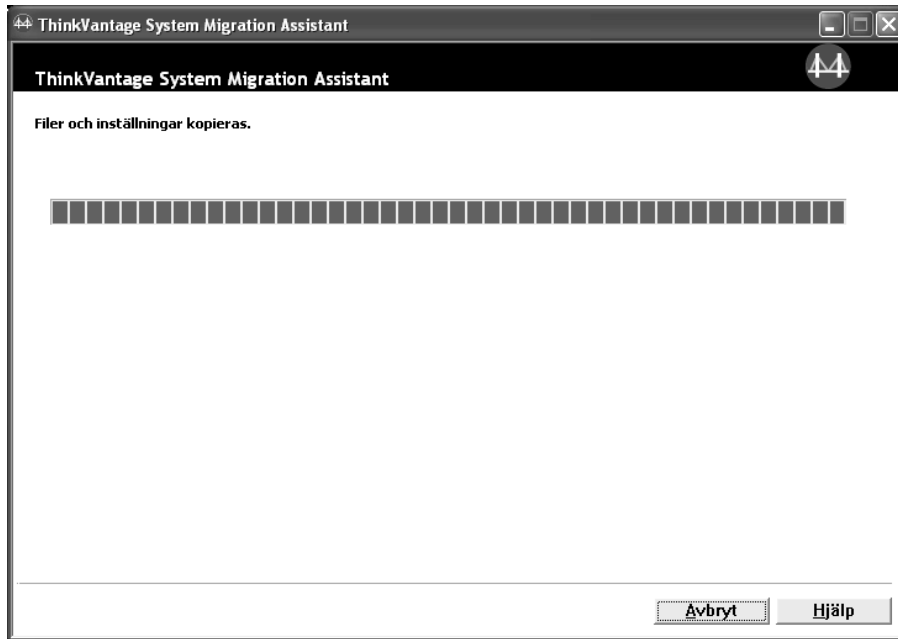 ThinkVantage System Migration Assistant
ThinkVantage System Migration Assistant
Filer och inställningar kopieras.
Avbryt Hjälp